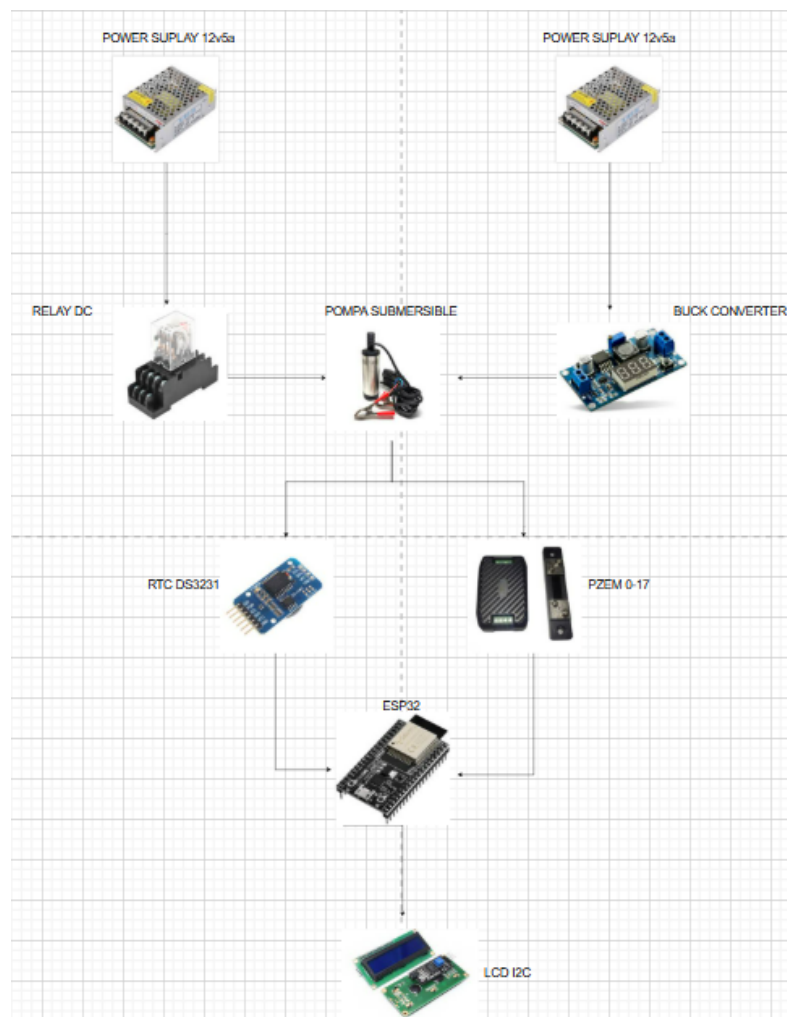 POWER SUPLAY 12v5a
POWER SUPLAY 12v5a
RELAY DC
POMPA SUBMERSIBLE
BUCK CONVERTER
RTC DS3231
PZEM 0-17
ESP32
LCD I2C